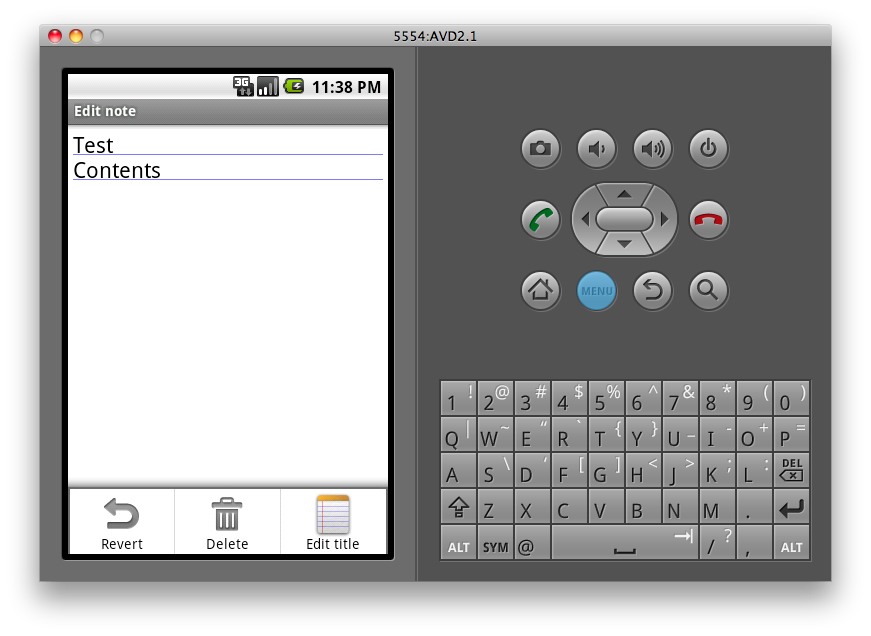 5554:AVD2.1
3G 11:38 PM
Edit note
Test
Contents
Revert Delete Edit title
MENU
1 ! 2 @ 3 # 4 $ 5 % 6 ^ 7 & 8 * 9 ( 0 )
Q | W ~ E “ R ` T { Y } U _ I - O + P =
A S \ D ‘ F [ G ] H < J > K ; L : DEL
Z X C V B N M .
ALT SYM @ / ? , ALT